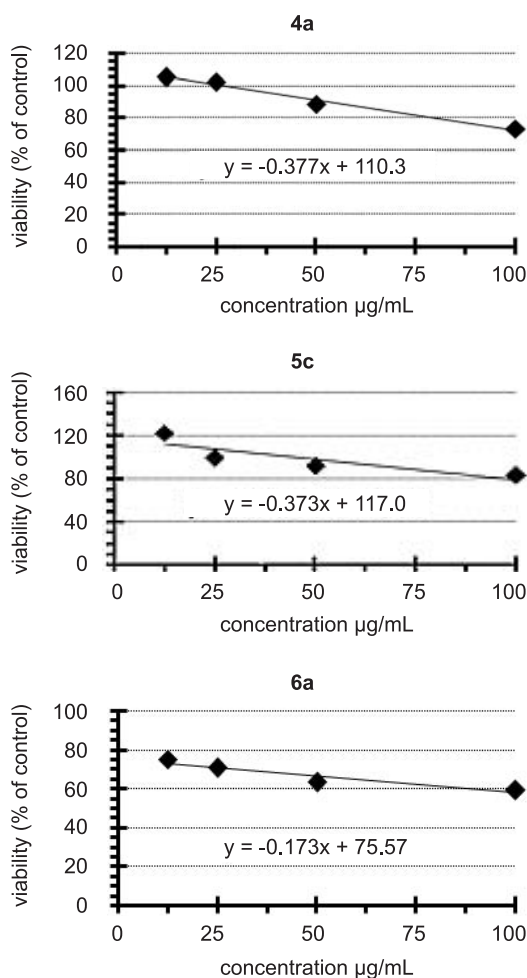 4a
viability (% of control)
120
100
80
60
40
20
0
y = -0.377x + 110.3
0 25 50 75 100
concentration µg/mL
5c
viability (% of control)
160
120
80
40
0
y = -0.373x + 117.0
0 25 50 75 100
concentration µg/mL
6a
viability (% of control)
100
80
60
40
20
0
y = -0.173x + 75.57
0 25 50 75 100
concentration µg/mL